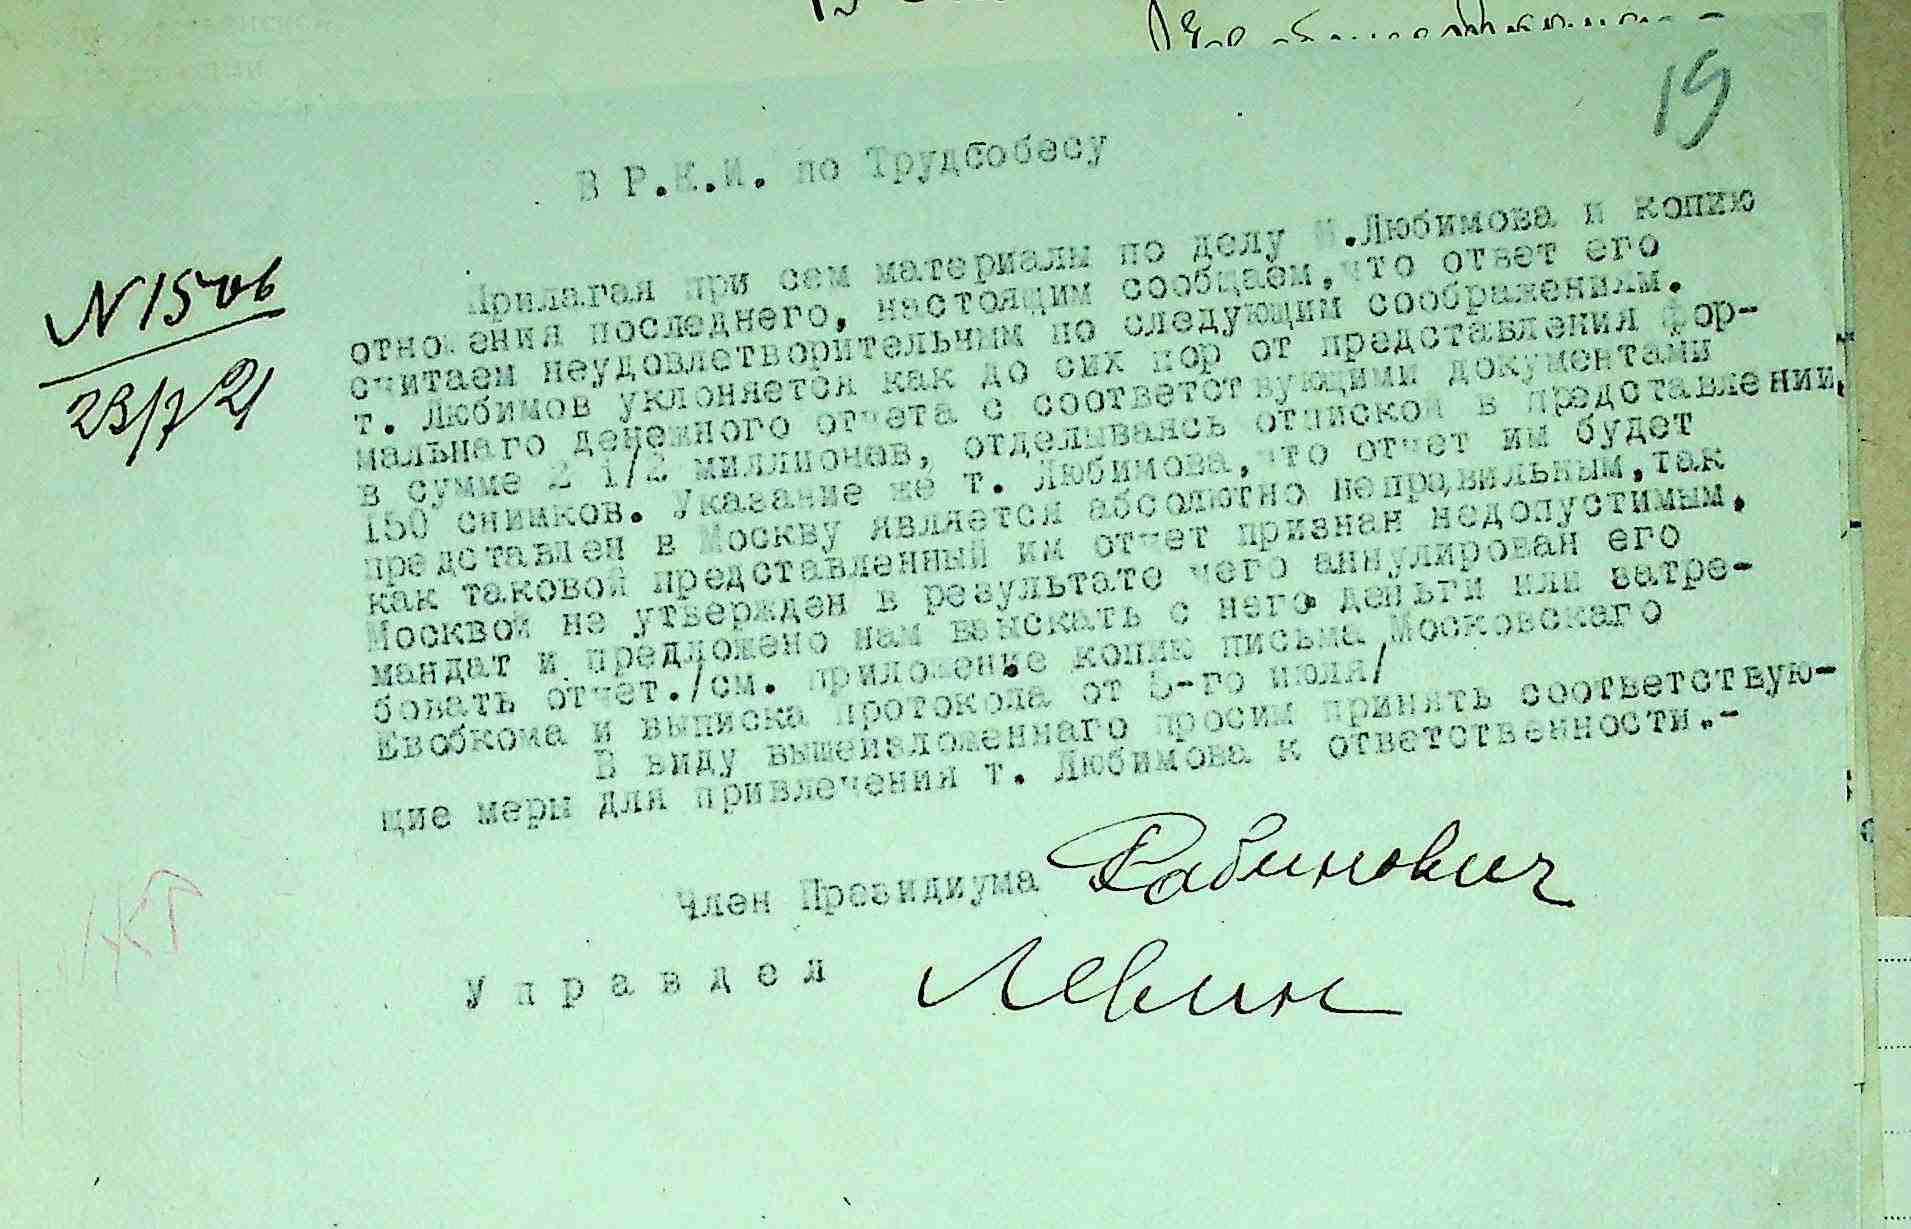 19
В Р.К.И. по Трудсобесу
N 1506
23/7 21
Прилагая при сем материалы по делу М.Любимова и копию
отношения последнего, настоящим сообщаем, что ответ его
считаем неудовлетворительным по следующим соображениям.
т. Любимов уклоняется как до сих пор от представления фор-
мальнаго денежного отчета с соответствующими документами
в сумме 2 1/2 миллионов, отделываясь отпиской в представлении
150 снимков. Указание же т. Любимова, что отчет им будет
представлен в Москву является абсолютно неправильным, так
как таковой представленный им отчет признан недопустимым,
Москвой не утвержден в результате чего аннулирован его
мандат и предложено нам взыскать с него деньги или затре-
бовать отчет./см. приложение копию письма Московскаго
Евобкома и выписка протокола от 5-го июля/
В виду вышеизложеннаго просим принять соответствую-
щие меры для привлечения т. Любимова к ответственности.-
Член Президиума Рабинович
Управдел Левин